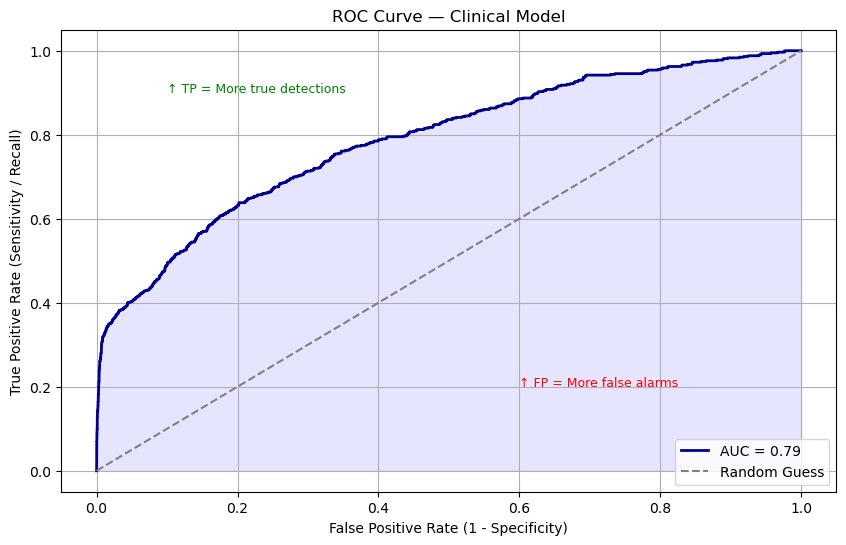 ROC Curve — Clinical Model
True Positive Rate (Sensitivity / Recall)
1.0
0.8
0.6
0.4
0.2
0.0
↑ TP = More true detections
↑ FP = More false alarms
AUC = 0.79
Random Guess
0.0 0.2 0.4 0.6 0.8 1.0
False Positive Rate (1 - Specificity)